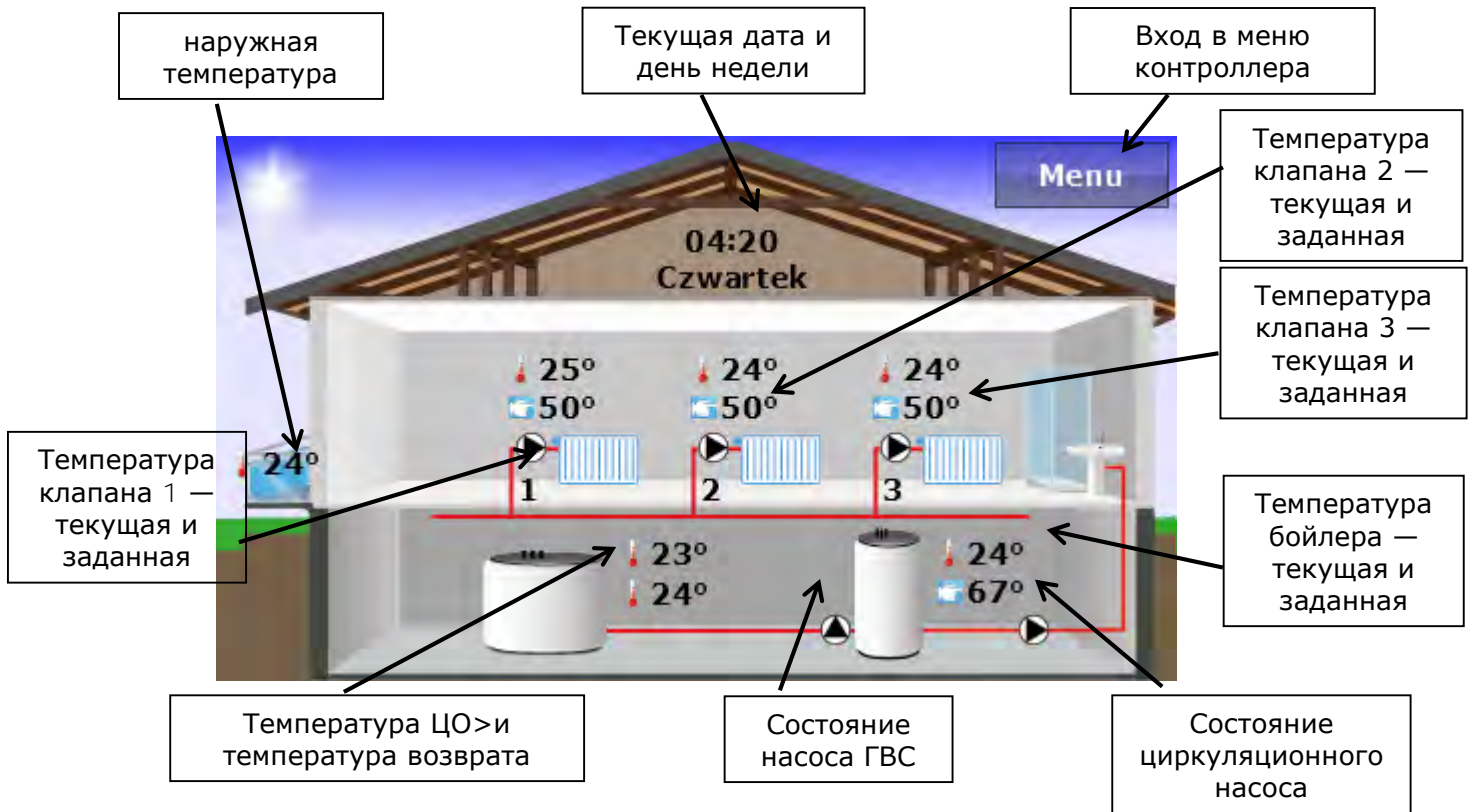 наружная
температура
Текущая дата и
день недели
Вход в меню
контроллера
Температура
клапана 2 —
текущая и
заданная
Menu
04:20
Czwartek
Температура
клапана 3 —
текущая и
заданная
25°
24°
24°
50°
50°
50°
24°
Температура
клапана 1 —
текущая и
заданная
1
2
3
Температура
бойлера —
текущая и
заданная
23°
24°
24°
67°
Температура ЦО>и
температура возврата
Состояние
насоса ГВС
Состояние
циркуляционного
насоса